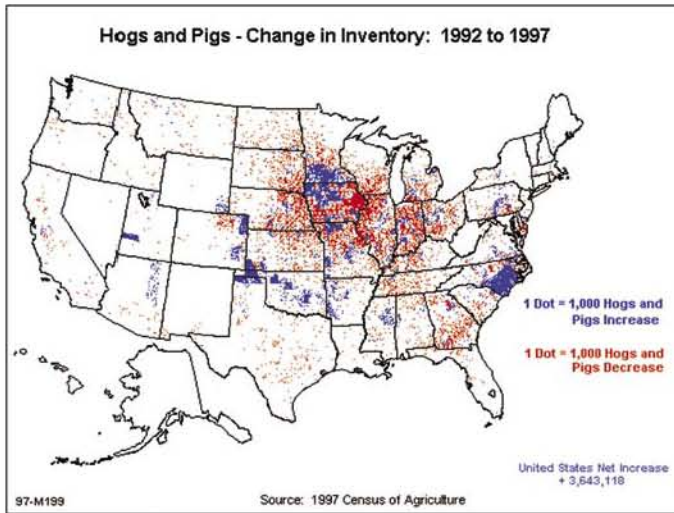 Hogs and Pigs - Change in Inventory: 1992 to 1997
1 Dot = 1,000 Hogs and
Pigs Increase
1 Dot = 1,000 Hogs and
Pigs Decrease
United States Net Increase
+ 3,643,118
97-M199
Source: 1997 Census of Agriculture